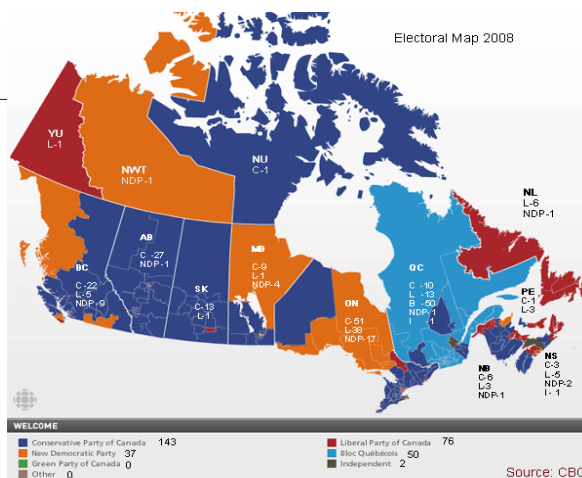 Electoral Map 2008
YU
L-1
NWT
NDP-1
NU
C-1
NL
L-6
NDP-1
BC
C -22
L-5
NDP-9
AB
C -27
NDP-1
SK
C-13
L-1
MB
C-9
L-1
NDP-4
ON
C-51
L-38
NDP-17
QC
C -10
L -13
B -50
NDP-1
I -1
PE
C-1
L-3
NB
C-6
L-3
NDP-1
NS
C-3
L-5
NDP-2
I- 1
WELCOME
Conservative Party of Canada 143
New Democratic Party 37
Green Party of Canada 0
Other 0
Liberal Party of Canada 76
Bloc Québécois 50
Independent 2
Source: CBC